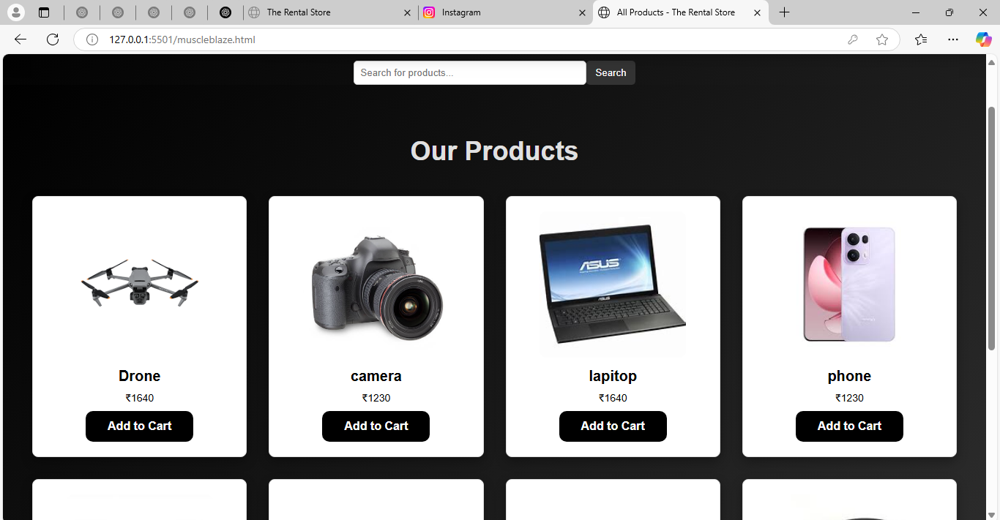 The Rental Store
Instagram
All Products - The Rental Store
127.0.0.1:5501/muscleblaze.html
Search for products...
Search
Our Products
ASUS
ASUS
Drone
camera
lapitop
phone
₹1640
₹1230
₹1640
₹1230
Add to Cart
Add to Cart
Add to Cart
Add to Cart